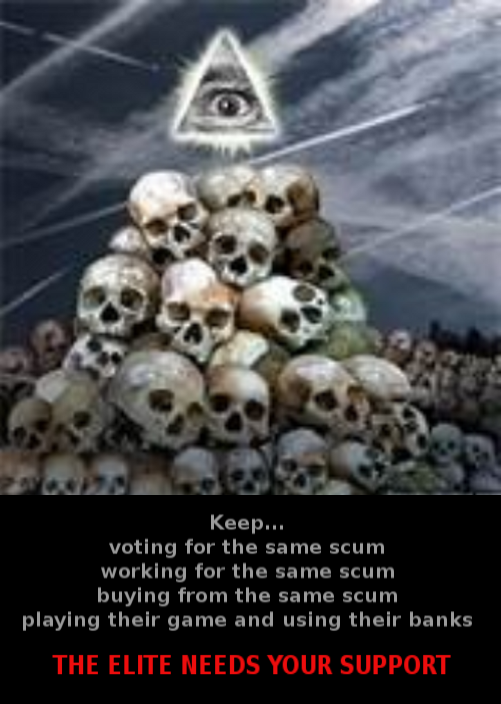 Keep...
voting for the same scum
working for the same scum
buying from the same scum
playing their game and using their banks
THE ELITE NEEDS YOUR SUPPORT